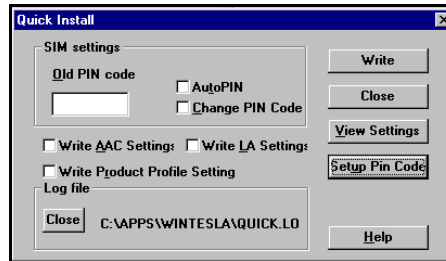 Quick Install
SIM settings
Old PIN code
AutoPIN
Change PIN Code
Write
Close
View Settings
Setup Pin Code
Write AAC Settings
Write LA Settings
Write Product Profile Setting
Log file
Close
C:\APPS\WINTESLA\QUICK.LO
Help